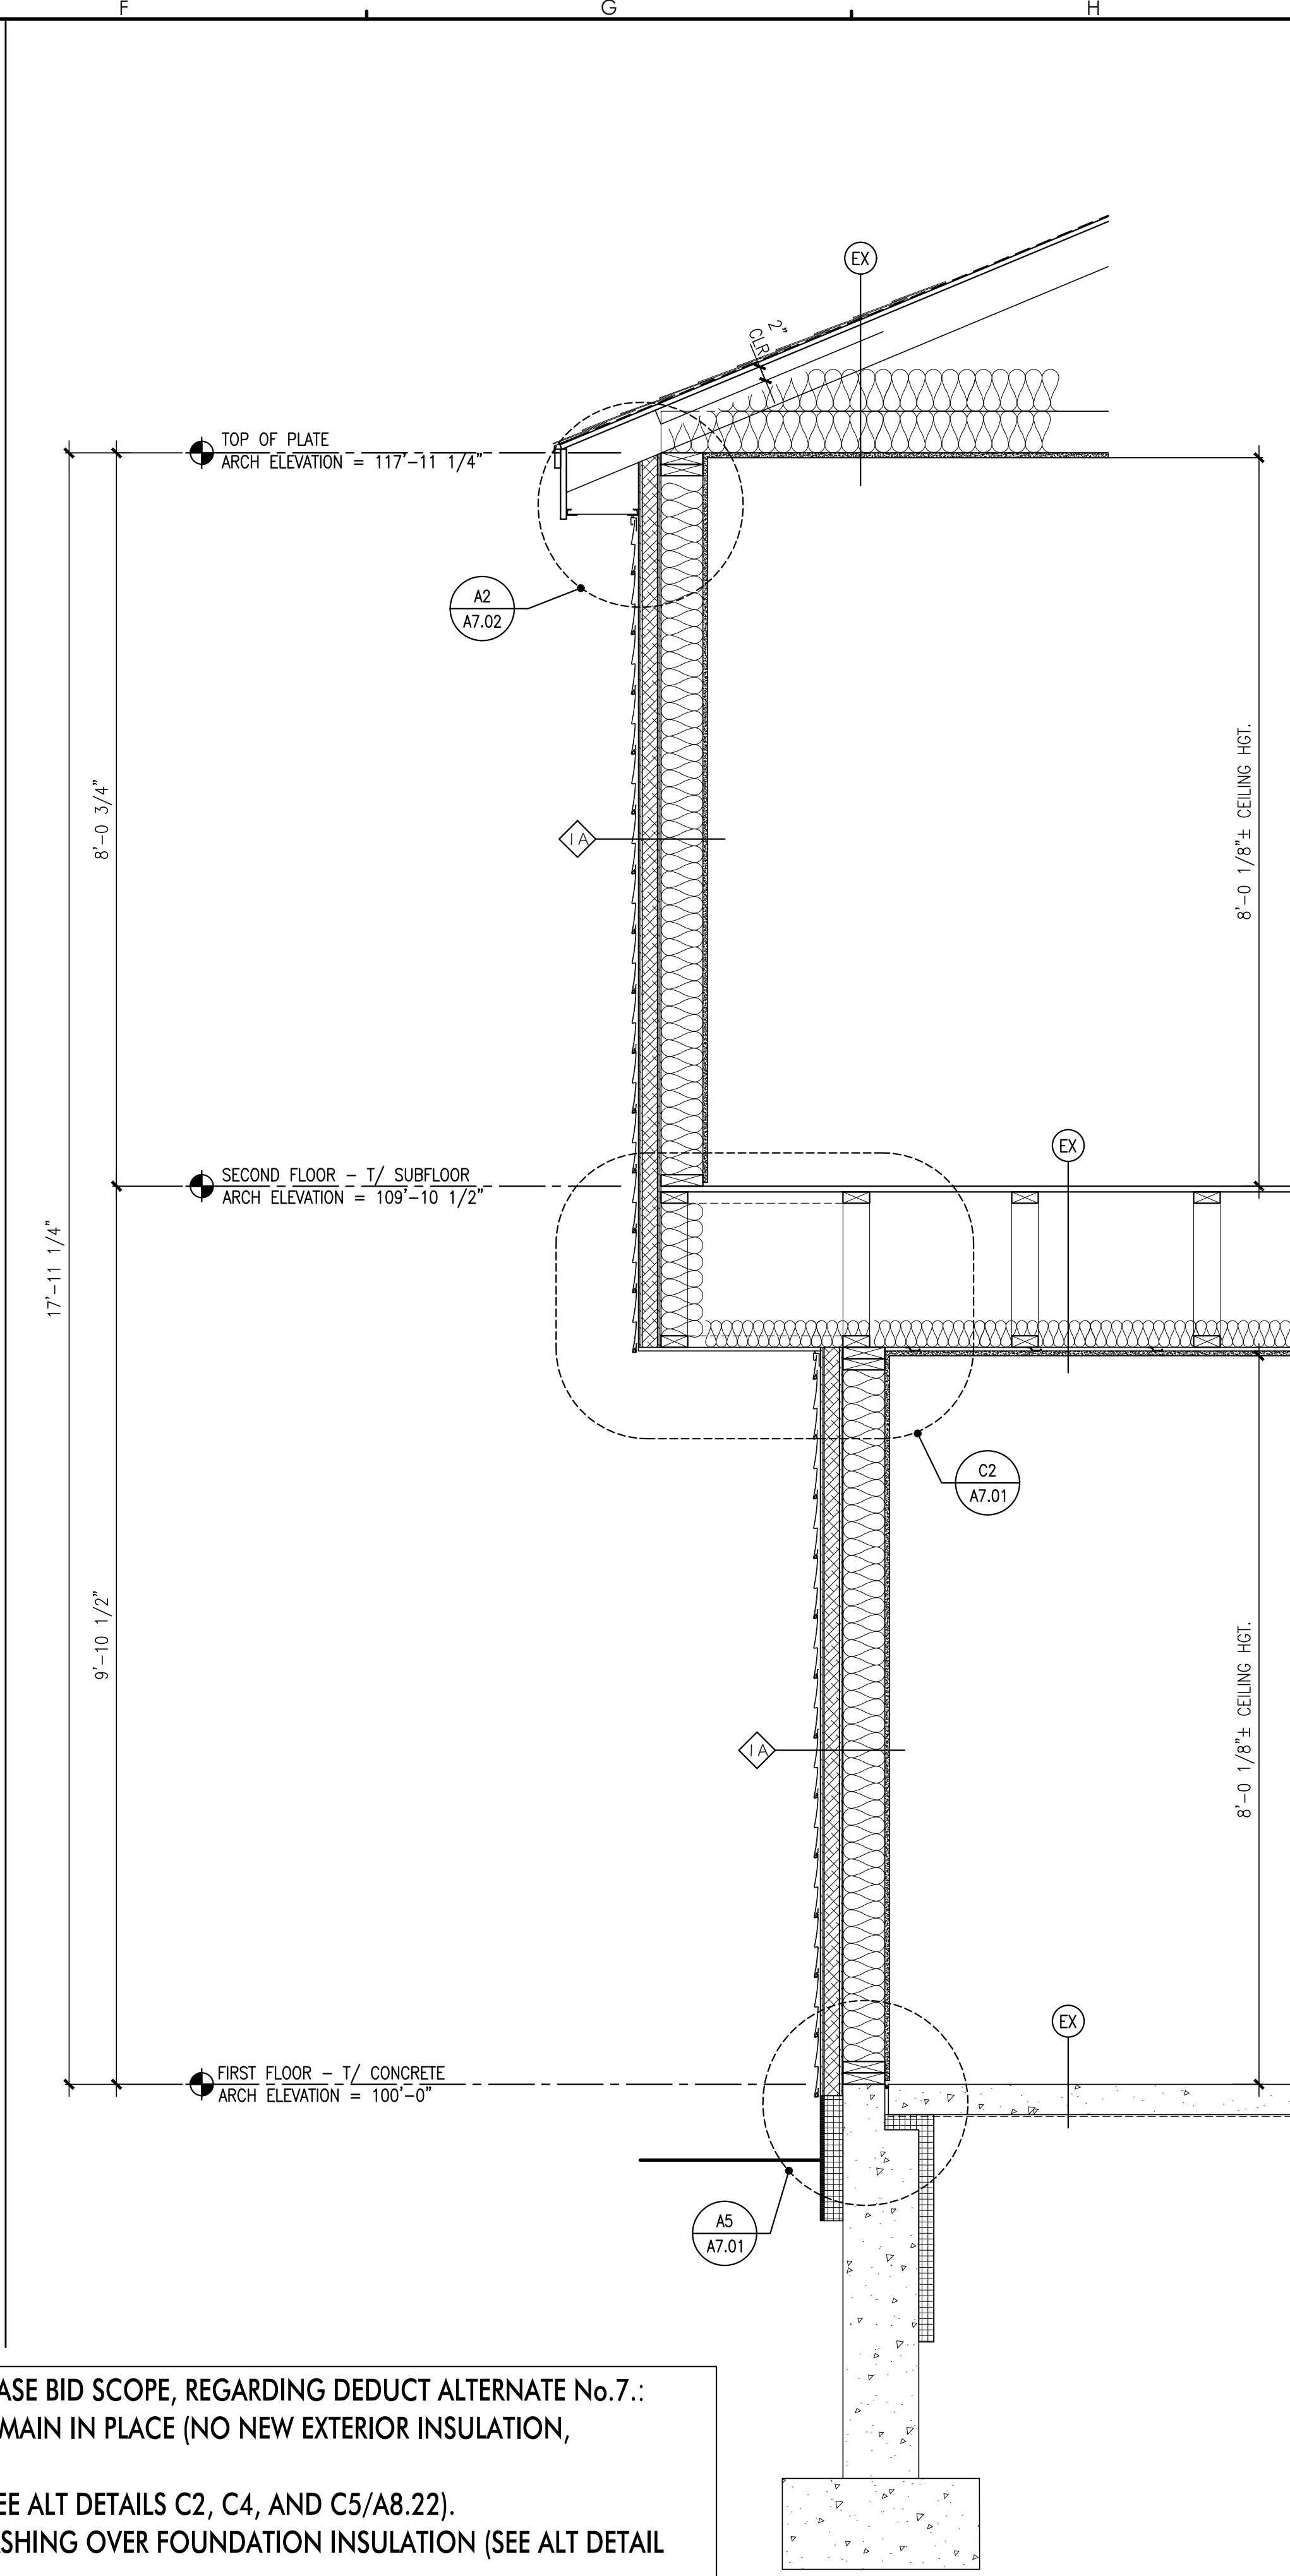 F G H
EX
2"
CLR
TOP OF PLATE
ARCH ELEVATION = 117'-11 1/4"
A2
A7.02
8'-0 3/4"
8'-0 1/8"± CEILING HGT.
1A
EX
SECOND FLOOR - T/ SUBFLOOR
ARCH ELEVATION = 109'-10 1/2"
17'-11 1/4"
C2
A7.01
9'-10 1/2"
8'-0 1/8"± CEILING HGT.
1A
EX
FIRST FLOOR - T/ CONCRETE
ARCH ELEVATION = 100'-0"
A5
A7.01
ASE BID SCOPE, REGARDING DEDUCT ALTERNATE No.7.:
MAIN IN PLACE (NO NEW EXTERIOR INSULATION,
EE ALT DETAILS C2, C4, AND C5/A8.22).
SHING OVER FOUNDATION INSULATION (SEE ALT DETAIL